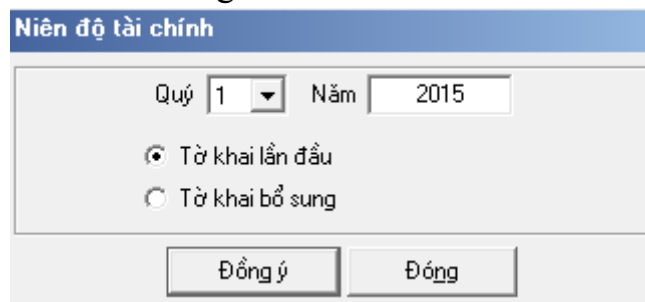 Niên độ tài chính
Quý 1 Năm 2015
Tờ khai lần đầu
Tờ khai bổ sung
Đồng ý Đóng